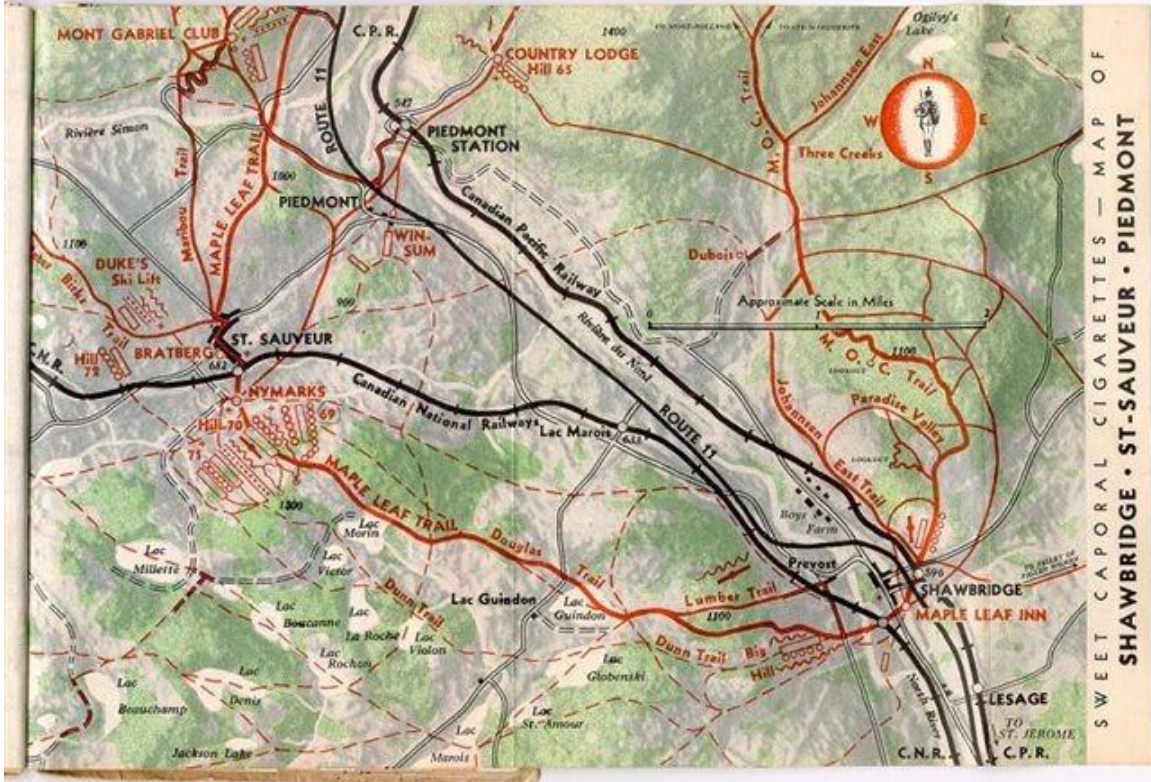 MONT GABRIEL CLUB
C. P. R.
ROUTE 11
1400
COUNTRY LODGE
Hill 65
Ogilvy's
Lake
Johannsen East
M. O. C. Trail
N
W
E
S
Three Creeks
Rivière Simon
547
PIEDMONT
STATION
Maribou Trail
MAPLE LEAF TRAIL
1000
PIEDMONT
WIN-
SUM
Canadian Pacific Railway
Rivière du Nord
Dubois
1100
DUKE'S
Ski Lift
Trail
900
Approximate Scale in Miles
0
2
ST. SAUVEUR
BRATBERG
682
Hill
72
C.N.R.
NYMARKS
Hill 70
69
71
Canadian National Railways
Lac Marois
633
ROUTE 11
M. O. C. Trail
1100
LOOKOUT
Paradise Valley
LOOKOUT
Johannsen
East Trail
MAPLE LEAF TRAIL
1300
Douglas
Trail
Boys
Farm
Prevost
Lac
Morin
Lac
Victor
Lac
Millette
Dunn Trail
Lac Guindon
Lac
Guindon
Lumber Trail
1100
596
SHAWBRIDGE
MAPLE LEAF INN
Lac
Boucanne
La Roche
Lac
Violon
Lac
Rochon
Dunn Trail
Big
Hill
Lac
Globenski
Lac
Beauchamp
Lac
Denis
Lac
St. Amour
Lac
Marois
Jackson Lake
North River
LESAGE
TO
ST. JEROME
C.N.R.
C.P.R.
SWEET CAPORAL CIGARETTES — MAP OF
SHAWBRIDGE • ST-SAUVEUR • PIEDMONT